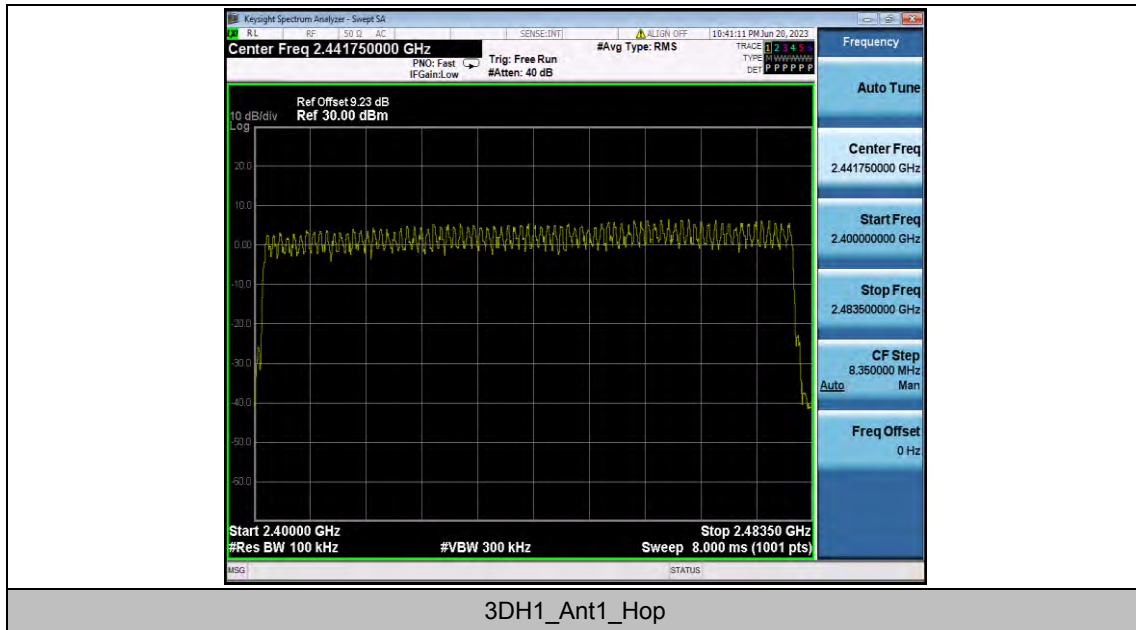 Keysight Spectrum Analyzer - Swept SA
RL RF 50 Ω AC SENSE:INT ALIGN OFF 10:41:11 PM Jun 20, 2023
Center Freq 2.441750000 GHz
#Avg Type: RMS
TRACE 1 2 3 4 5 6
PNO: Fast Trig: Free Run
TYPE M W W W W W
IFGain:Low #Atten: 40 dB
DET P P P P P P
Frequency
Ref Offset 9.23 dB
10 dB/div Ref 30.00 dBm
Log
20.0
10.0
0.00
-10.0
-20.0
-30.0
-40.0
-50.0
-60.0
Start 2.40000 GHz Stop 2.48350 GHz
#Res BW 100 kHz #VBW 300 kHz Sweep 8.000 ms (1001 pts)
MSG STATUS
Auto Tune
Center Freq
2.441750000 GHz
Start Freq
2.400000000 GHz
Stop Freq
2.483500000 GHz
CF Step
8.350000 MHz
Auto Man
Freq Offset
0 Hz
3DH1_Ant1_Hop